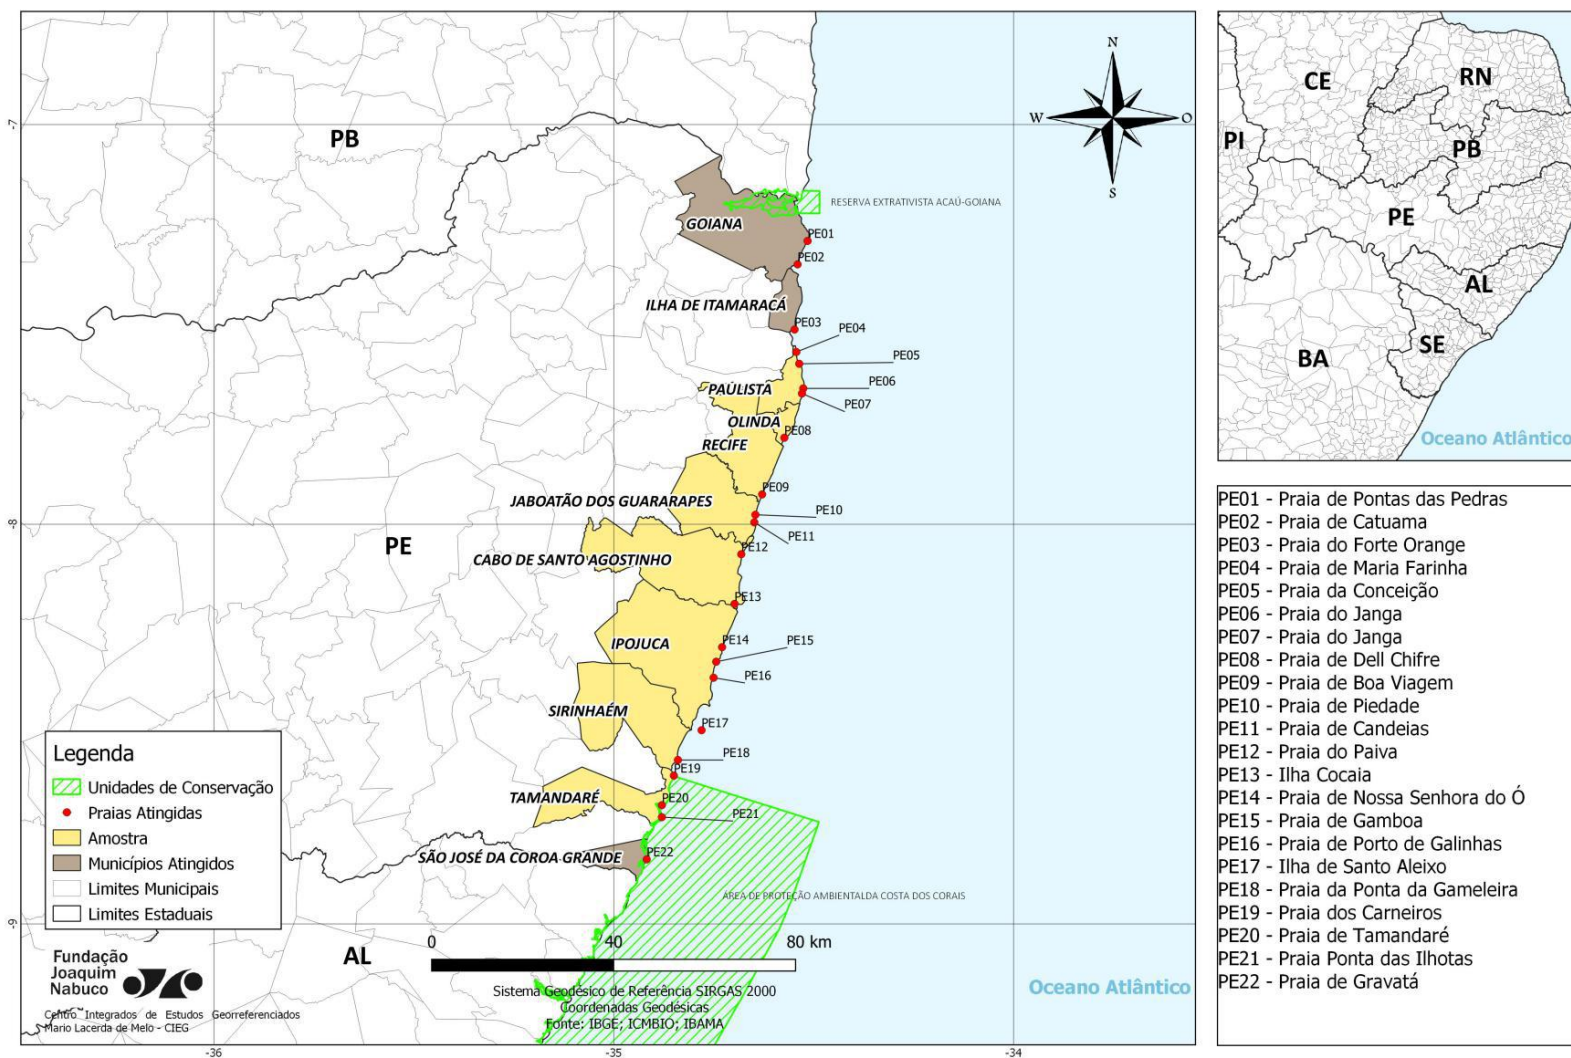 N
W
O
S
-7
-8
-9
-36
-35
-34
PB
PE
AL
GOIANA
ILHA DE ITAMARACÁ
PAULISTA
OLINDA
RECIFE
JABOATÃO DOS GUARARAPES
CABO DE SANTO AGOSTINHO
IPOJUCA
SIRINHAÉM
TAMANDARÉ
SÃO JOSÉ DA COROA GRANDE
RESERVA EXTRATIVISTA ACAÚ-GOIANA
PE01
PE02
PE03
PE04
PE05
PE06
PE07
PE08
PE09
PE10
PE11
PE12
PE13
PE14
PE15
PE16
PE17
PE18
PE19
PE20
PE21
PE22
ÁREA DE PROTEÇÃO AMBIENTALDA COSTA DOS CORAIS
Oceano Atlântico
Legenda
Unidades de Conservação
Praias Atingidas
Amostra
Municípios Atingidos
Limites Municipais
Limites Estaduais
Fundação
Joaquim
Nabuco
Centro Integrados de Estudos Georreferenciados
Mario Lacerda de Melo - CIEG
0 40 80 km
Sistema Geodésico de Referência SIRGAS 2000
Coordenadas Geodésicas
Fonte: IBGE; ICMBIO; IBAMA
CE
RN
PI
PB
PE
AL
SE
BA
Oceano Atlântico
PE01 - Praia de Pontas das Pedras
PE02 - Praia de Catuama
PE03 - Praia do Forte Orange
PE04 - Praia de Maria Farinha
PE05 - Praia da Conceição
PE06 - Praia do Janga
PE07 - Praia do Janga
PE08 - Praia de Dell Chifre
PE09 - Praia de Boa Viagem
PE10 - Praia de Piedade
PE11 - Praia de Candeias
PE12 - Praia do Paiva
PE13 - Ilha Cocaia
PE14 - Praia de Nossa Senhora do Ó
PE15 - Praia de Gamboa
PE16 - Praia de Porto de Galinhas
PE17 - Ilha de Santo Aleixo
PE18 - Praia da Ponta da Gameleira
PE19 - Praia dos Carneiros
PE20 - Praia de Tamandaré
PE21 - Praia Ponta das Ilhotas
PE22 - Praia de Gravatá